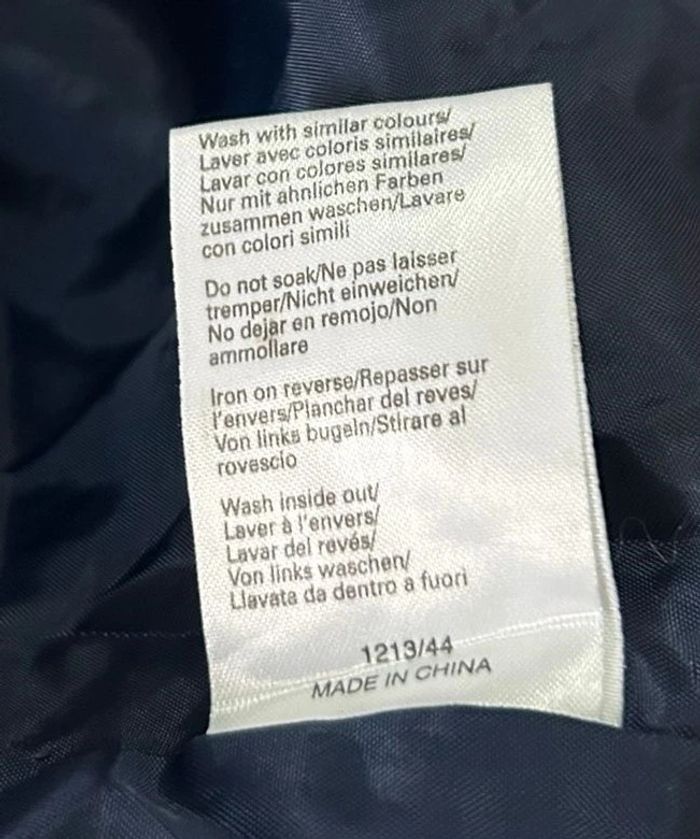 Wash with similar colours/
Laver avec coloris similaires/
Lavar con colores similares/
Nur mit ahnlichen Farben
zusammen waschen/Lavare
con colori simili
Do not soak/Ne pas laisser
tremper/Nicht einweichen/
No dejar en remojo/Non
ammollare
Iron on reverse/Repasser sur
l'envers/Planchar del reves/
Von links bugeln/Stirare al
rovescio
Wash inside out/
Laver à l'envers/
Lavar del revés/
Von links waschen/
Llavata da dentro a fuori
1213/44
MADE IN CHINA